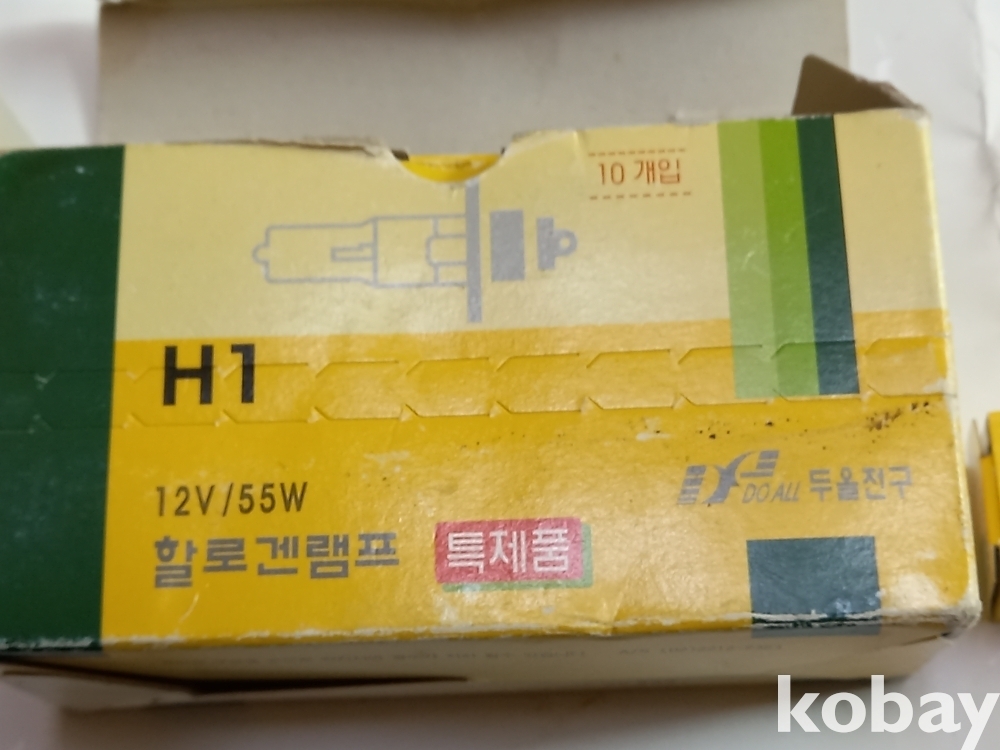 10 개입
H1
DO ALL 두올전구
12V/55W
할로겐램프 특제품
kobay